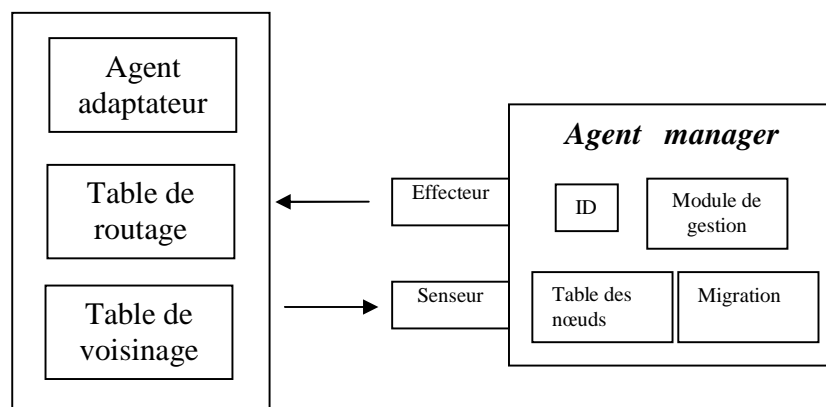 Agent
adaptateur
Table de
routage
Table de
voisinage
Effecteur
Senseur
Agent manager
ID
Module de
gestion
Table des
nœuds
Migration